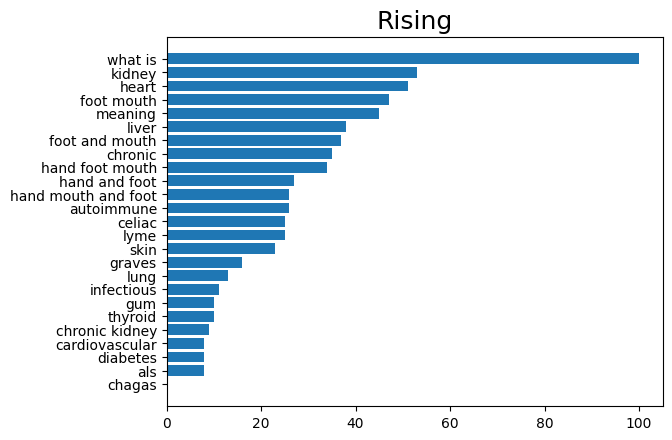 Rising
what is
kidney
heart
foot mouth
meaning
liver
foot and mouth
chronic
hand foot mouth
hand and foot
hand mouth and foot
autoimmune
celiac
lyme
skin
graves
lung
infectious
gum
thyroid
chronic kidney
cardiovascular
diabetes
als
chagas
0 20 40 60 80 100